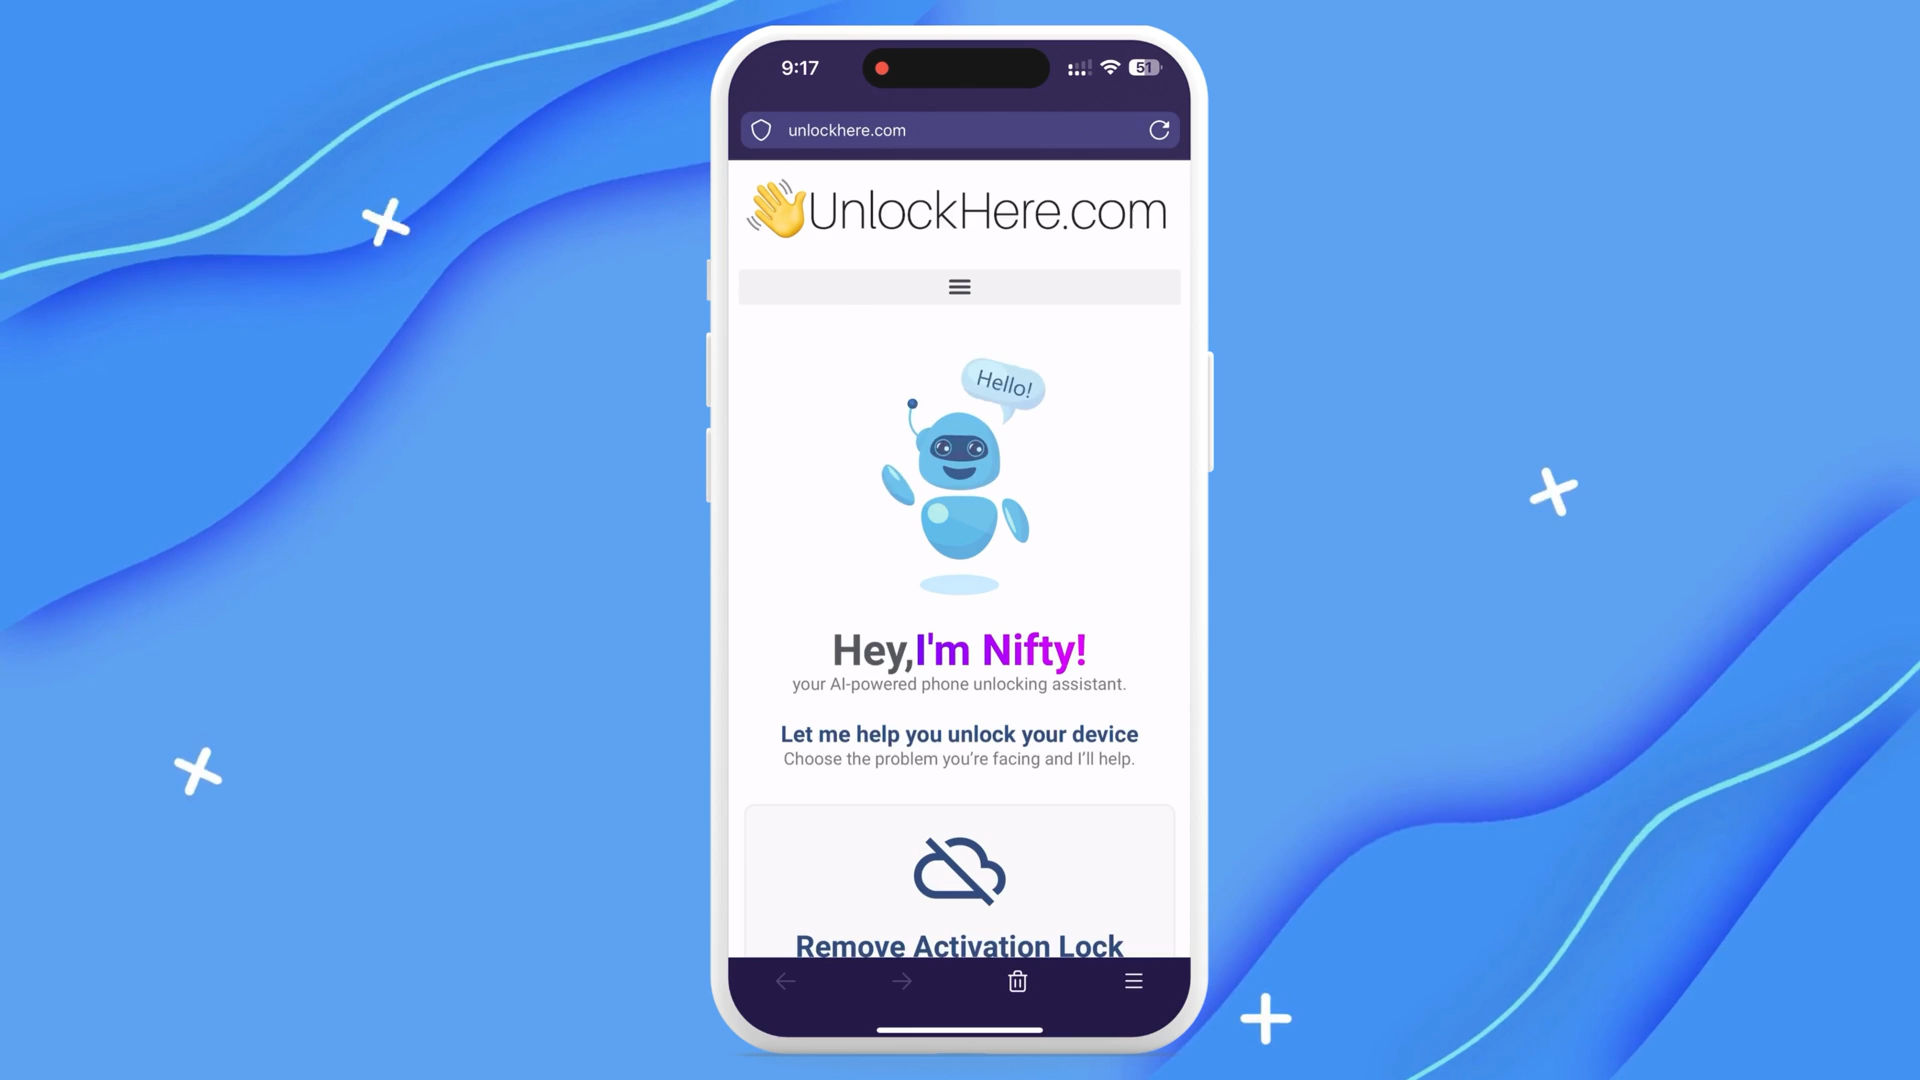 9:17
51
unlockhere.com
UnlockHere.com
Hello!
Hey,I'm Nifty!
your AI-powered phone unlocking assistant.
Let me help you unlock your device
Choose the problem you’re facing and I’ll help.
Remove Activation Lock